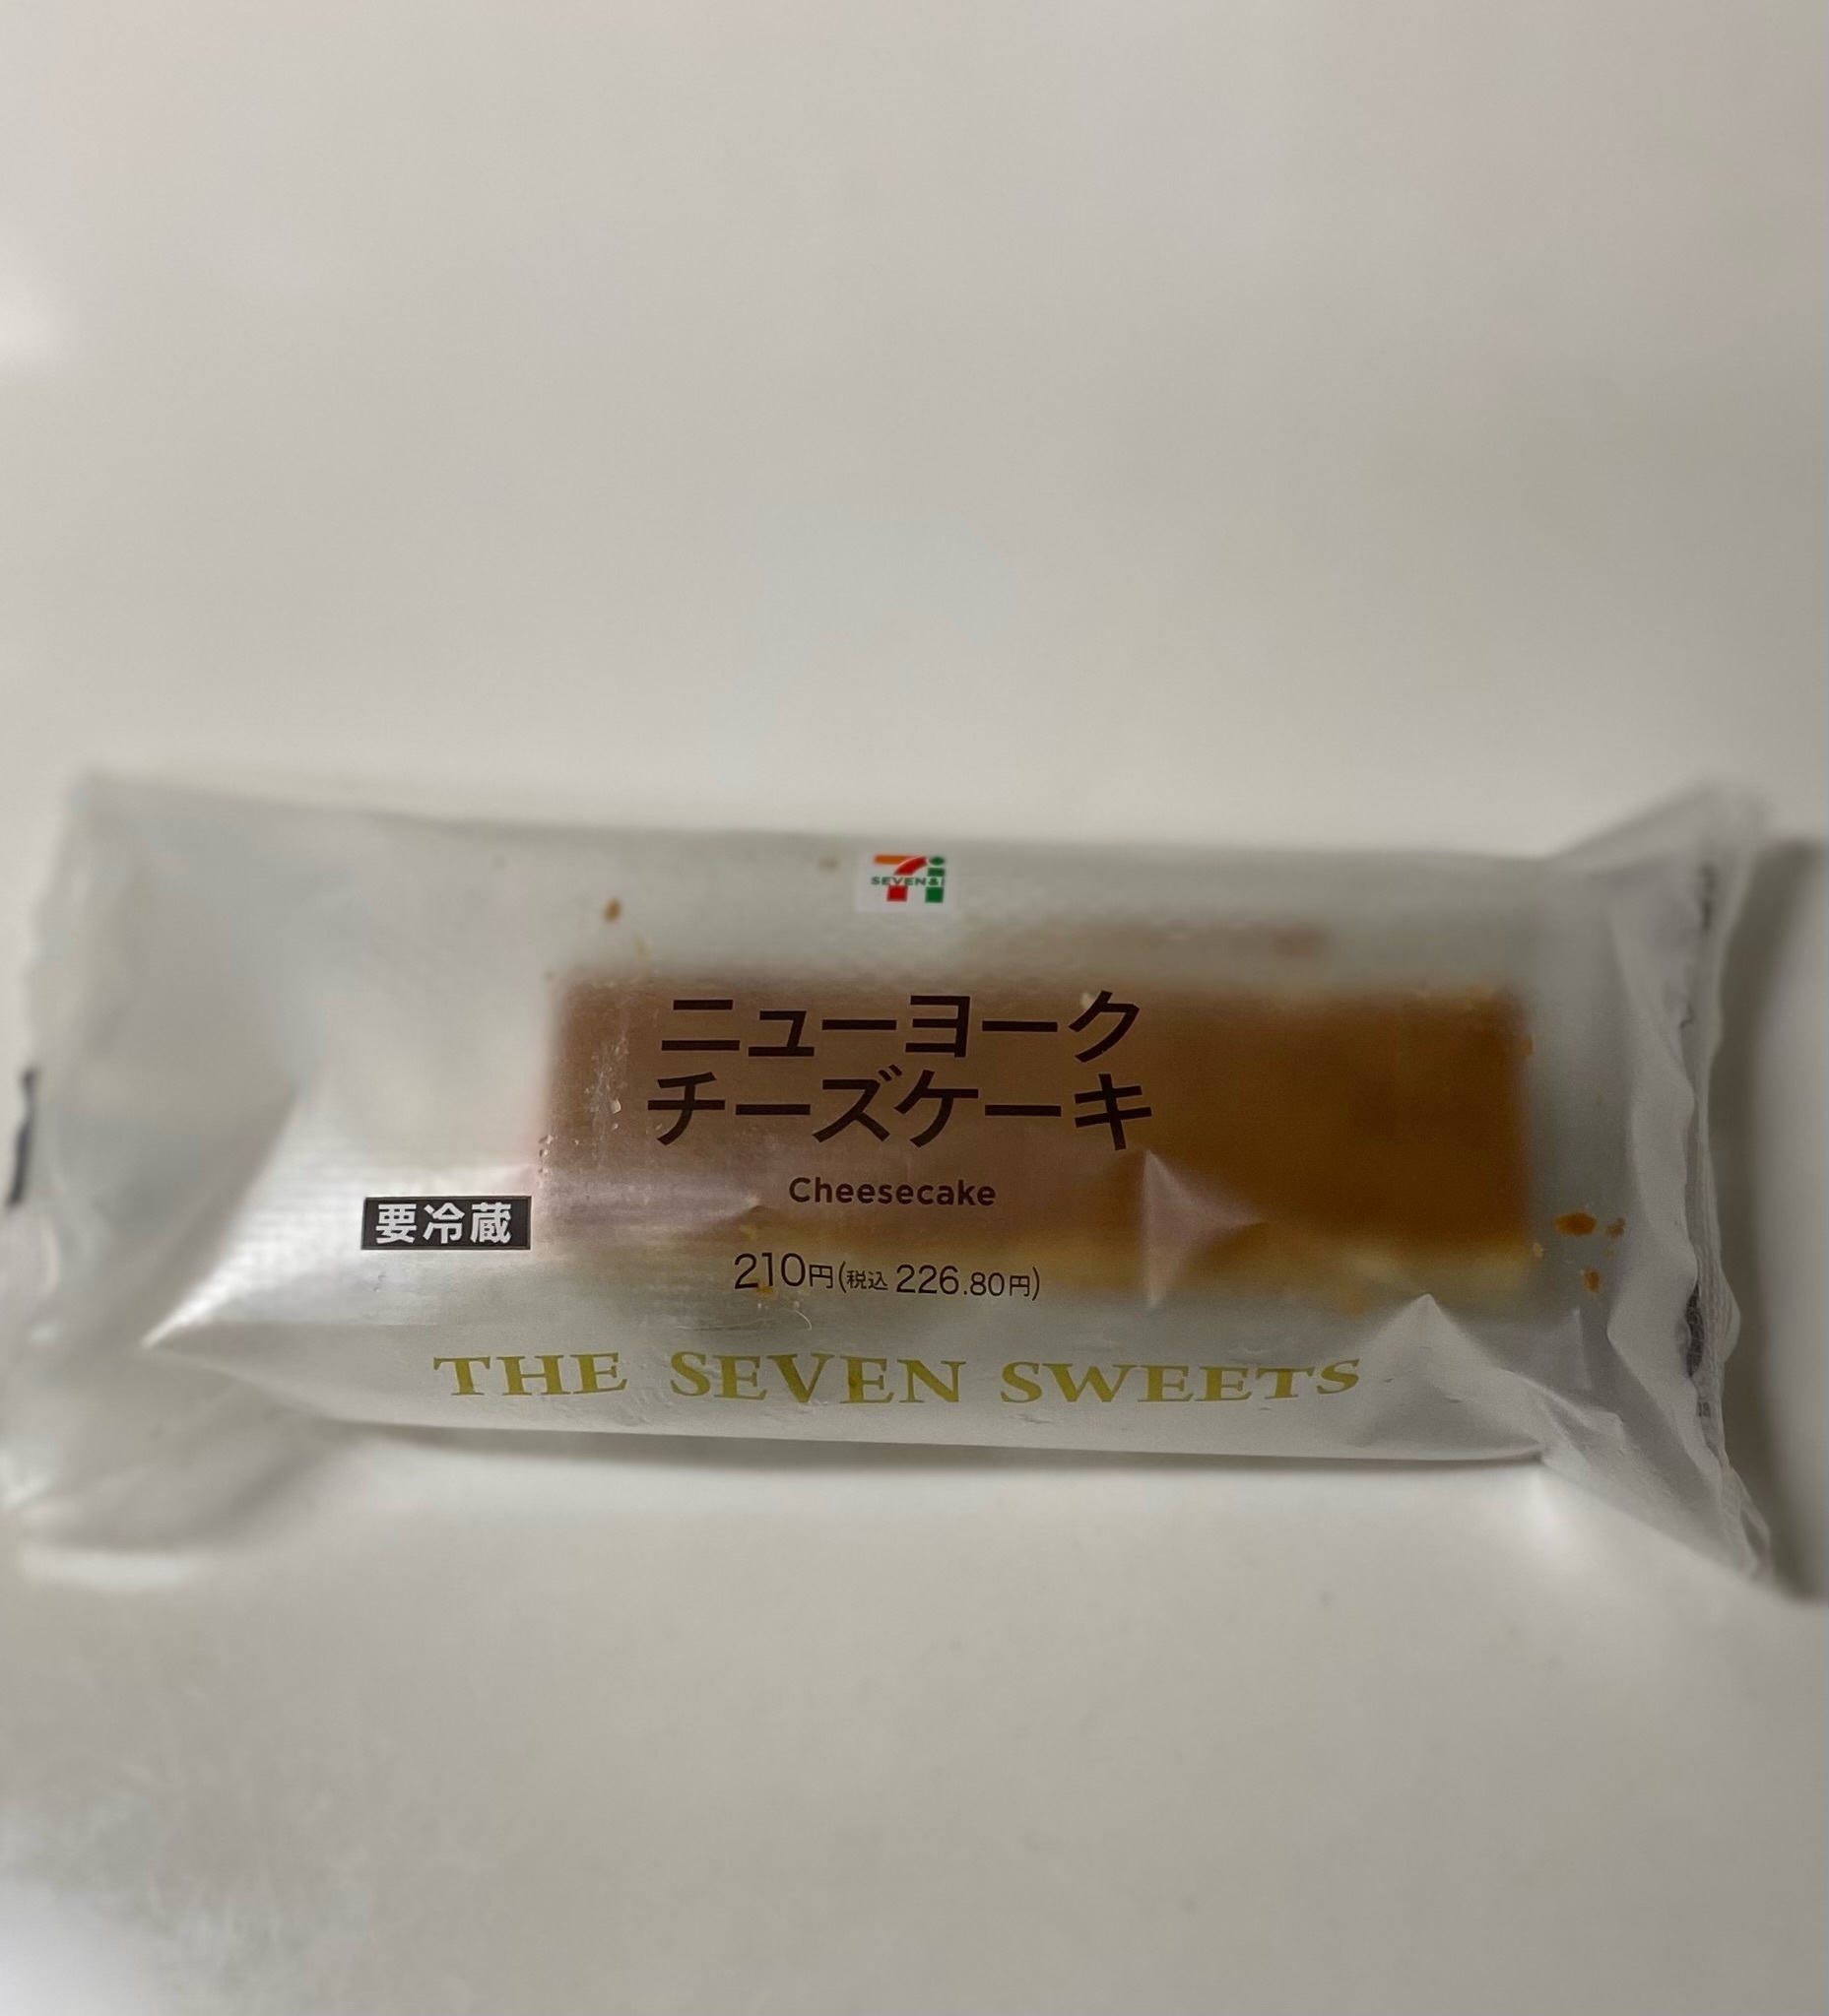 SEVEN&i
ニューヨーク
チーズケーキ
Cheesecake
要冷蔵
210円(税込 226.80円)
THE SEVEN SWEETS